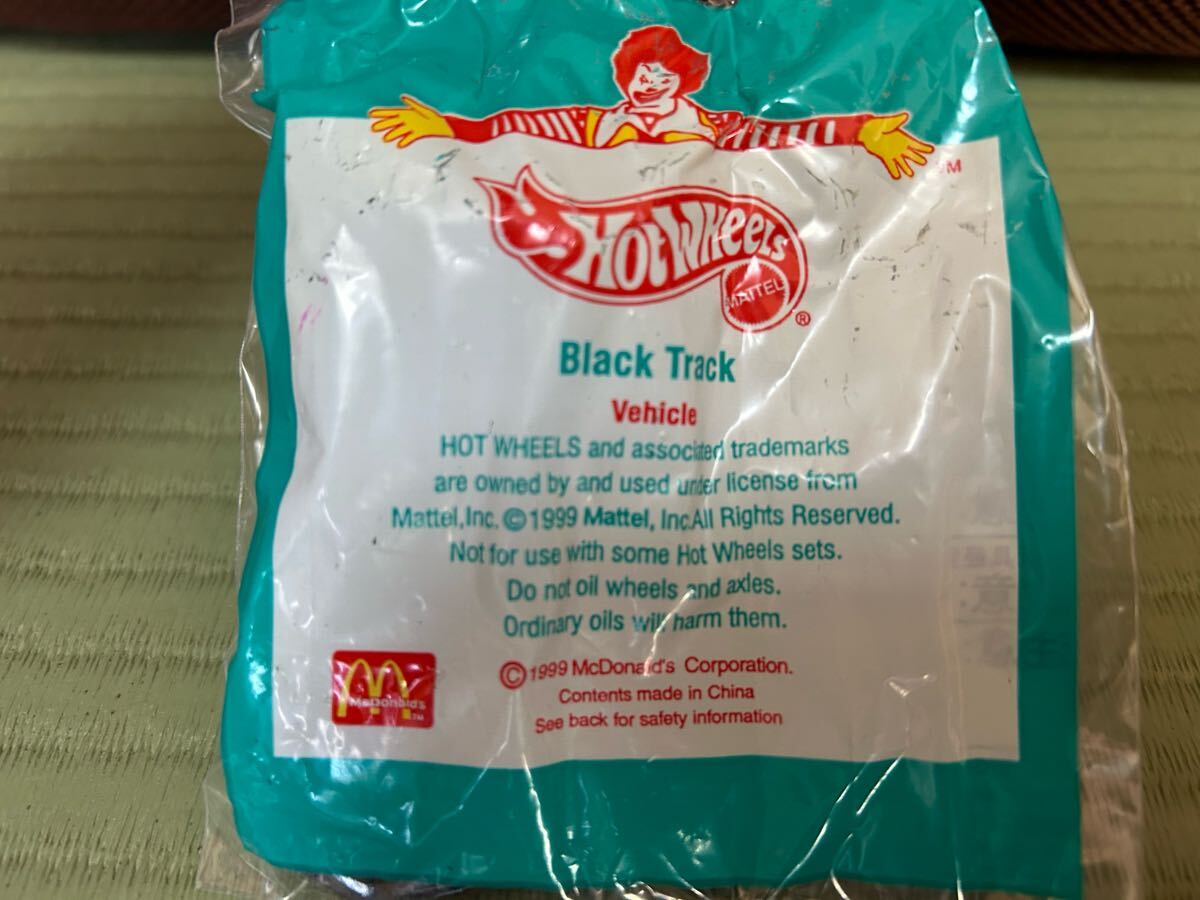 TM
HOT WHEELS
MATTEL
®
Black Track
Vehicle
HOT WHEELS and associated trademarks
are owned by and used under license from
Mattel,Inc.©1999 Mattel, Inc.All Rights Reserved.
Not for use with some Hot Wheels sets.
Do not oil wheels and axles.
Ordinary oils will harm them.
©1999 McDonald's Corporation.
Contents made in China
See back for safety information
McDonald's
TM